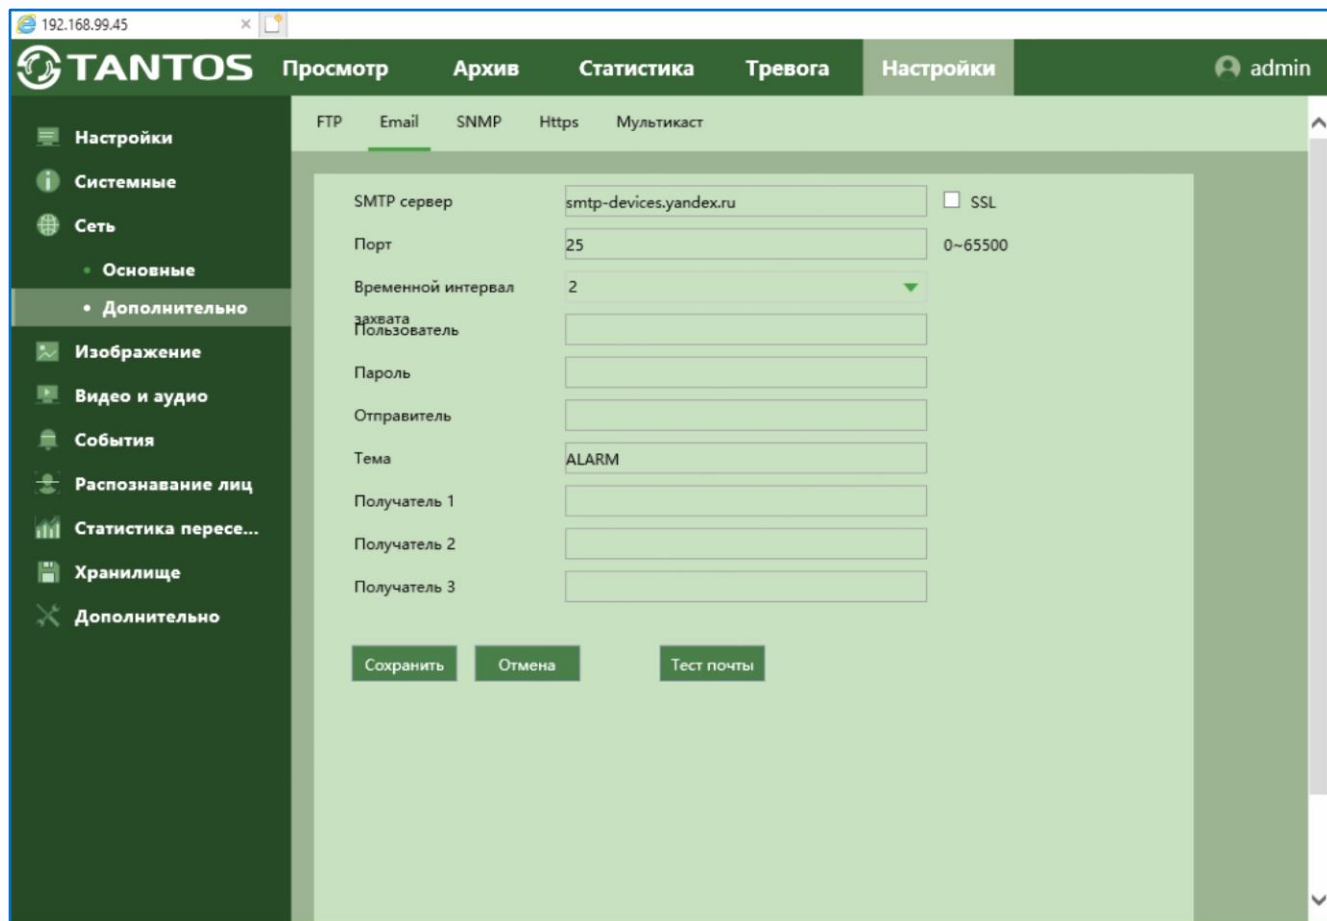 192.168.99.45
TANTOS Просмотр Архив Статистика Тревога Настройки admin
FTP Email SNMP Https Мультикаст
Настройки
Системные
Сеть
Основные
Дополнительно
Изображение
Видео и аудио
События
Распознавание лиц
Статистика пересе...
Хранилище
Дополнительно
SMTP сервер smtp-devices.yandex.ru SSL
Порт 25 0~65500
Временной интервал 2
захвата
Пользователь
Пароль
Отправитель
Тема ALARM
Получатель 1
Получатель 2
Получатель 3
Сохранить Отмена Тест почты